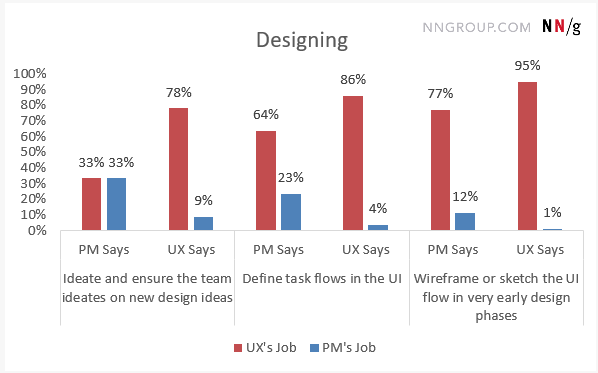 NNGROUP.COM NN/g
Designing
100%
90%
80%
70%
60%
50%
40%
30%
20%
10%
0%
33% 33%
78%
9%
64%
23%
86%
4%
77%
12%
95%
1%
PM Says UX Says PM Says UX Says PM Says UX Says
Ideate and ensure the team
ideates on new design ideas
Define task flows in the UI
Wireframe or sketch the UI
flow in very early design
phases
UX's Job PM's Job